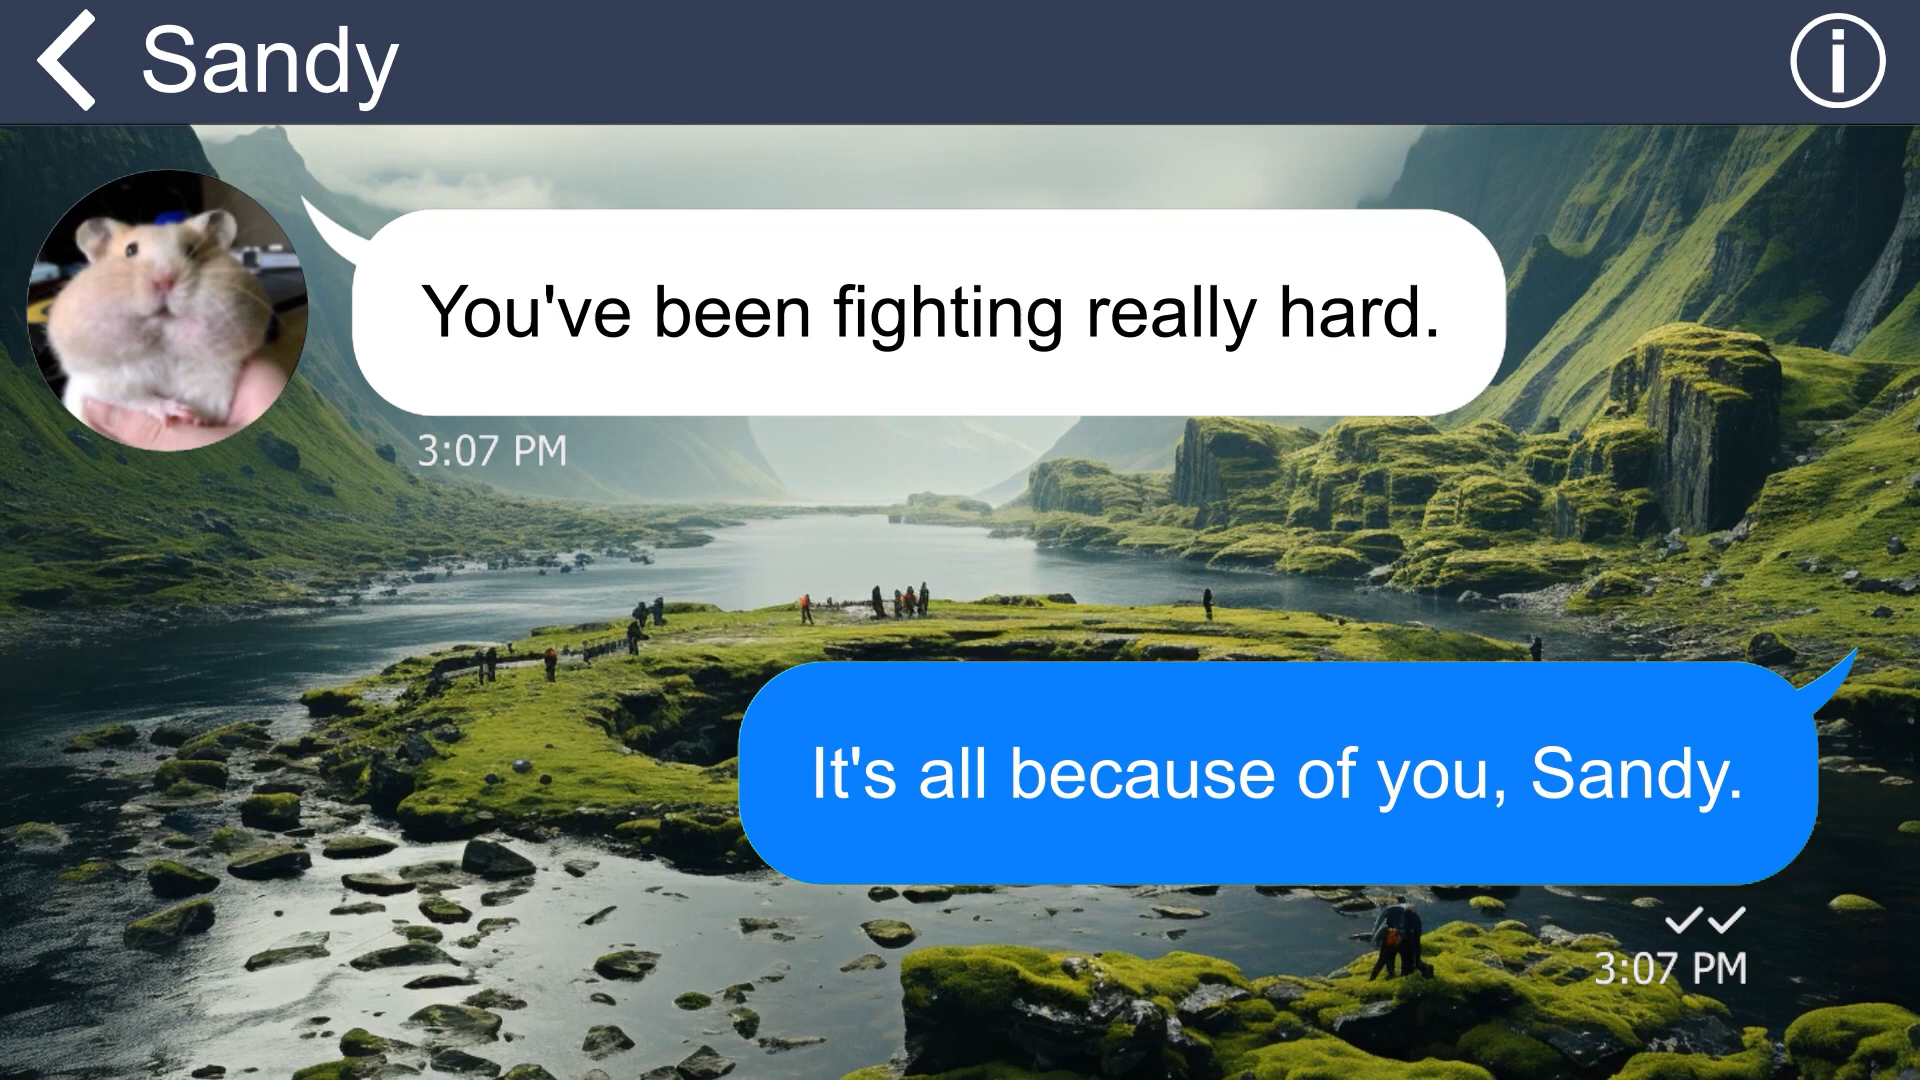 Sandy
You've been fighting really hard.
3:07 PM
It's all because of you, Sandy.
3:07 PM